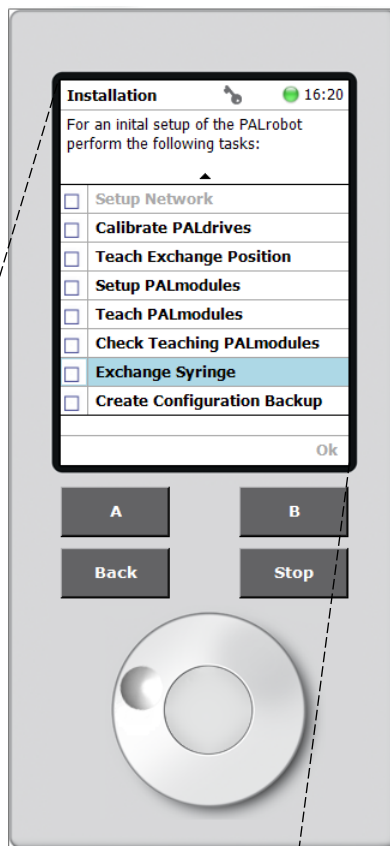 Installation 16:20
For an inital setup of the PALrobot
perform the following tasks:
Setup Network
Calibrate PALdrives
Teach Exchange Position
Setup PALmodules
Teach PALmodules
Check Teaching PALmodules
Exchange Syringe
Create Configuration Backup
Ok
A B
Back Stop